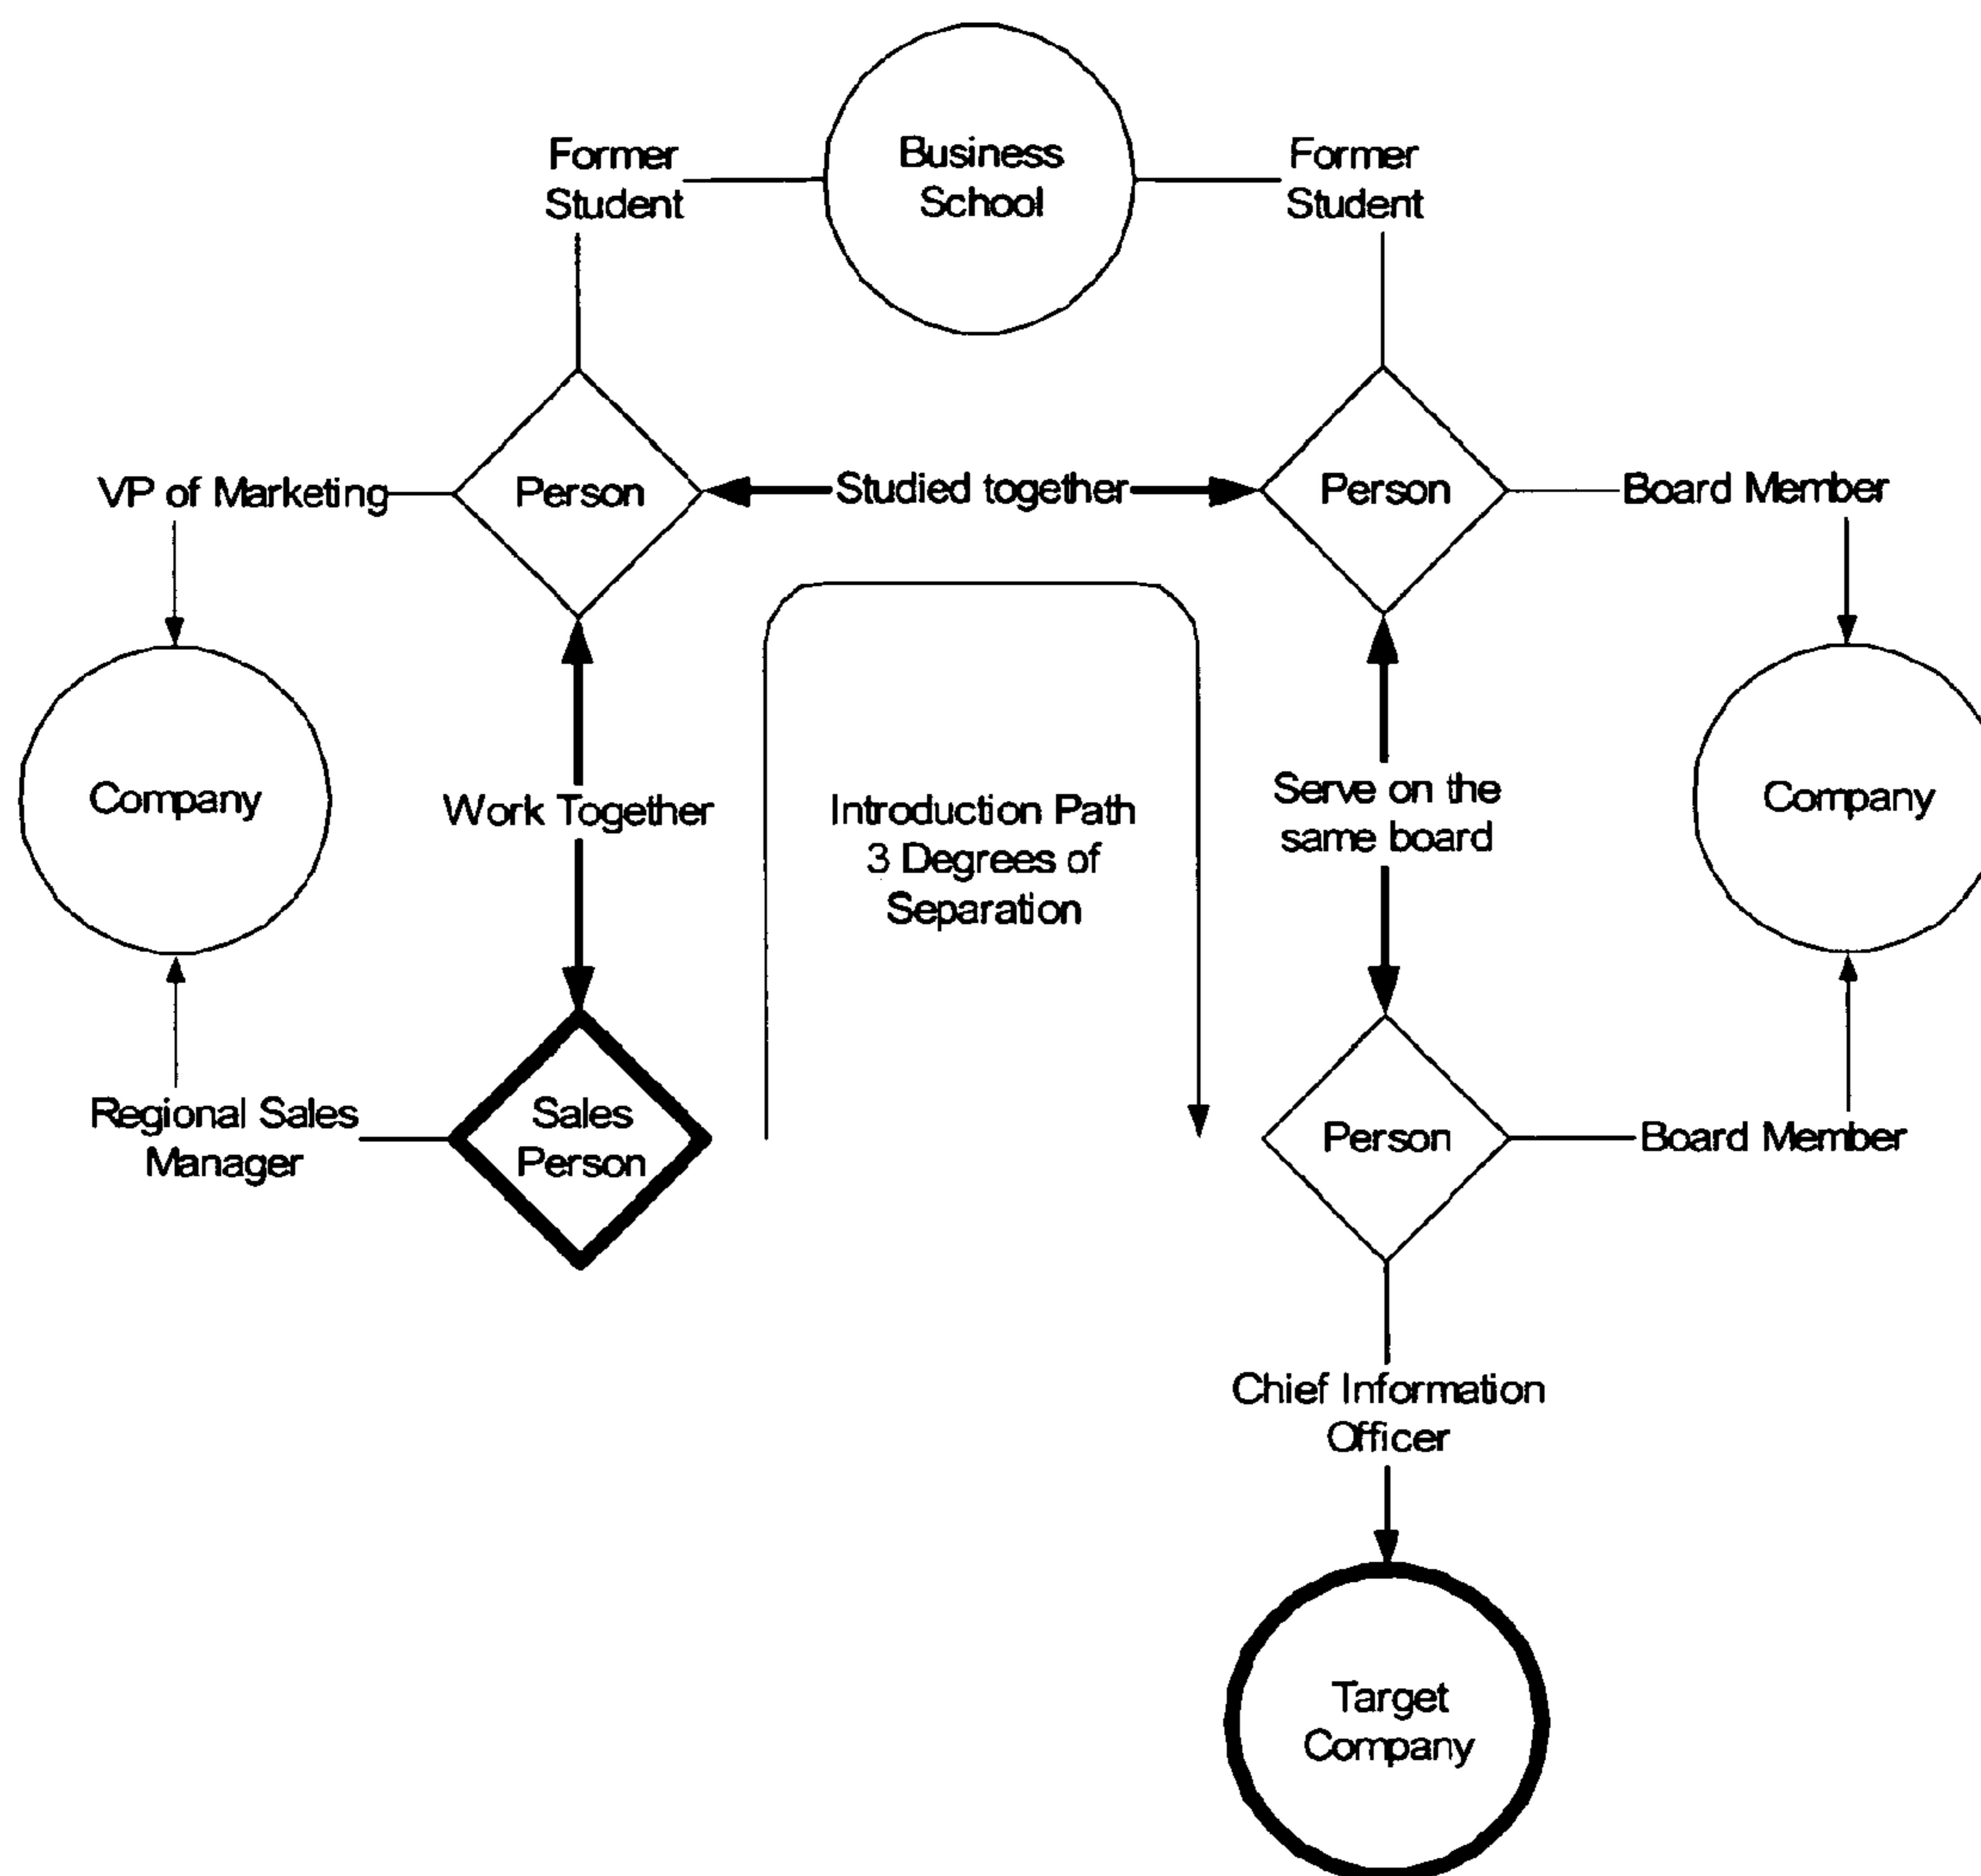 Former
Student
Business
School
Former
Student
VP of Marketing
Person
Studied together
Person
Board Member
Company
Work Together
Introduction Path
3 Degrees of
Separation
Serve on the
same board
Company
Regional Sales
Manager
Sales
Person
Person
Board Member
Chief Information
Officer
Target
Company